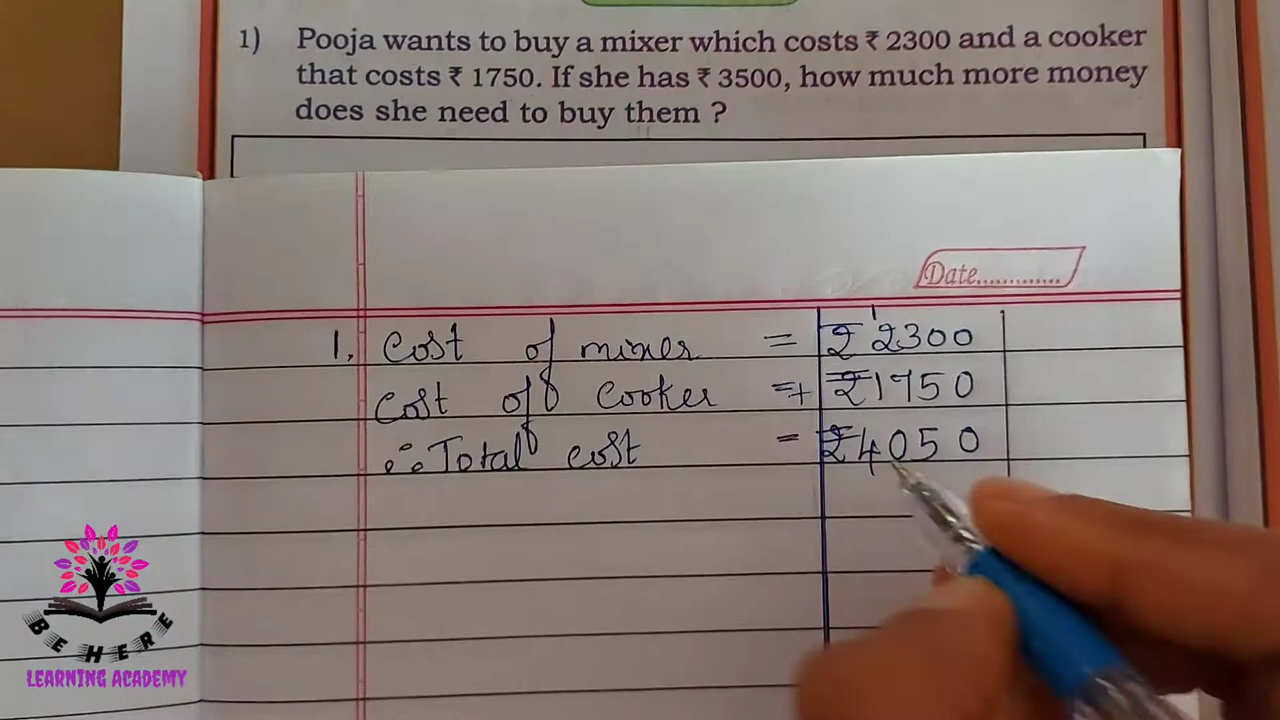 1) Pooja wants to buy a mixer which costs ₹ 2300 and a cooker
that costs ₹ 1750. If she has ₹ 3500, how much more money
does she need to buy them ?
Date.............
1
1. Cost of mixer = ₹ 2300
Cost of cooker =+ ₹1750
∴ Total cost = ₹4050
BEHERE
LEARNING ACADEMY